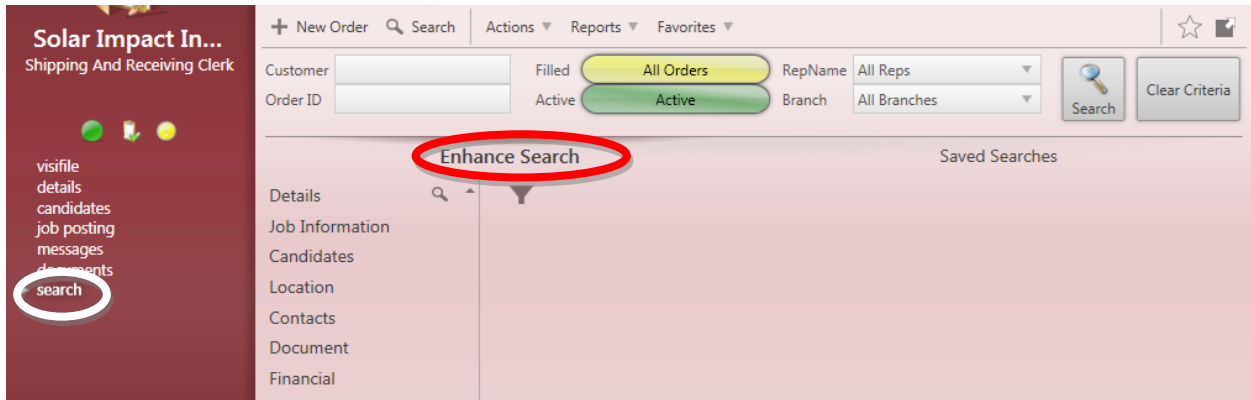 Solar Impact In...
Shipping And Receiving Clerk
visifile
details
candidates
job posting
messages
documents
search
New Order Search Actions Reports Favorites
Customer Filled All Orders RepName All Reps
Order ID Active Active Branch All Branches
Search Clear Criteria
Enhance Search Saved Searches
Details
Job Information
Candidates
Location
Contacts
Document
Financial